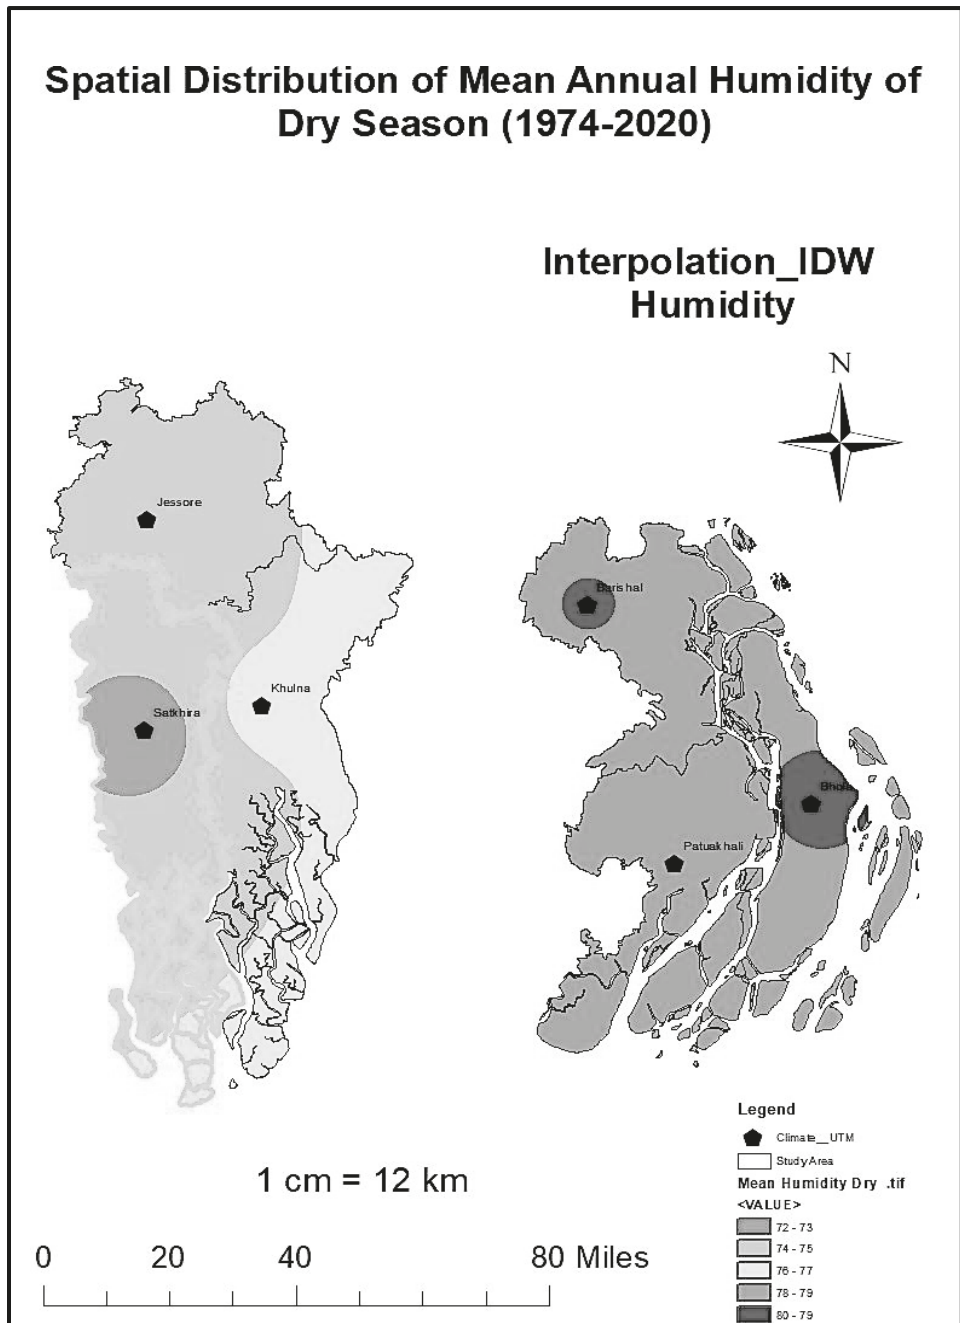 Spatial Distribution of Mean Annual Humidity of
Dry Season (1974-2020)
Interpolation_IDW
Humidity
N
Jessore
Barishal
Khulna
Satkhira
Bhola
Patuakhali
Legend
Climate__UTM
Study Area
Mean Humidity Dry .tif
<VALUE>
72 - 73
74 - 75
76 - 77
78 - 79
80 - 79
1 cm = 12 km
0 20 40 80 Miles